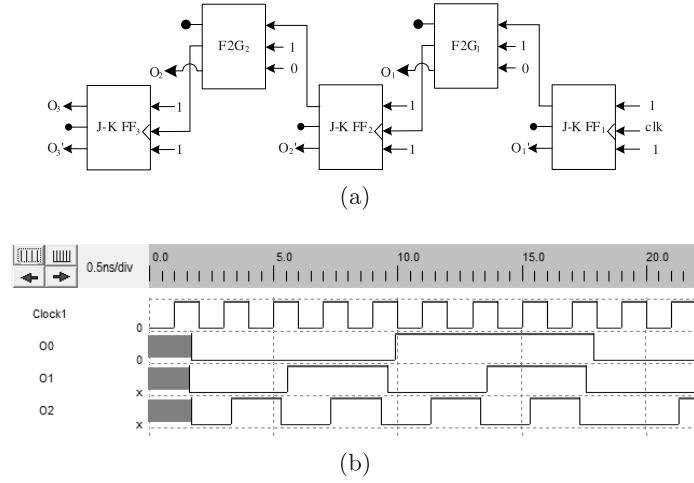 F2G2
1
0
O2
F2G1
1
0
O1
O3
J-K FF3
1
1
O3'
J-K FF2
1
1
O2'
J-K FF1
1
clk
1
O1'
(a)
0.5ns/div
0.0 5.0 10.0 15.0 20.0
Clock1 0
O0 0
O1 x
O2 x
(b)